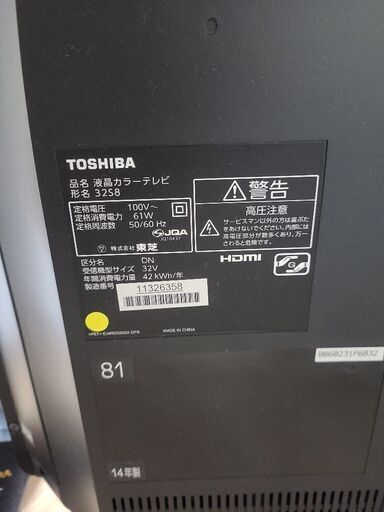 TOSHIBA
品名 液晶カラーテレビ
形名 32S8
定格電圧 100V～
定格消費電力 61W
定格周波数 50/60 Hz
JQA
JQ10437
株式会社 東芝
警告
高圧注意
サービスマン以外の方は裏ぶたをあけないでください。内部には高電圧部分が数多くあり、万一さわると危険です。
区分名 DN
受信機型サイズ 32V
年間消費電力量 42 kWh/年
製造番号
11326358
HDMI
MADE IN CHINA
81
14年製